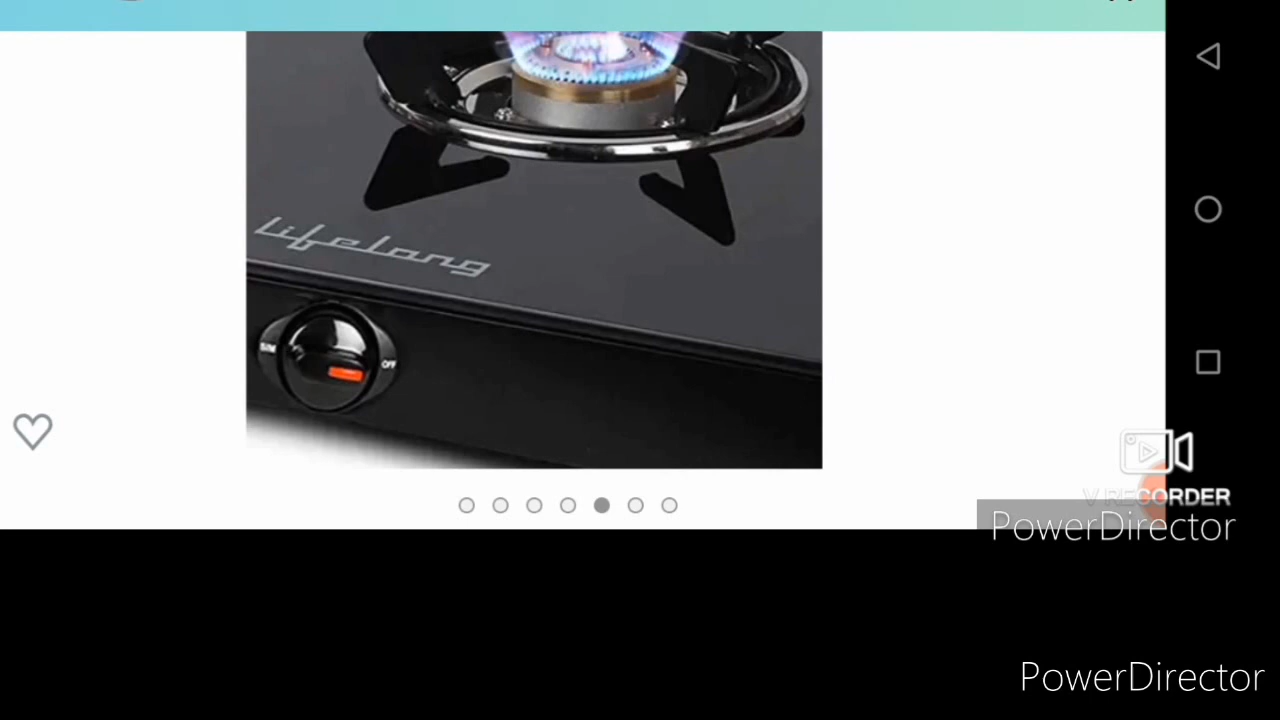 lifelong
SIM
OFF
V RECORDER
PowerDirector
PowerDirector